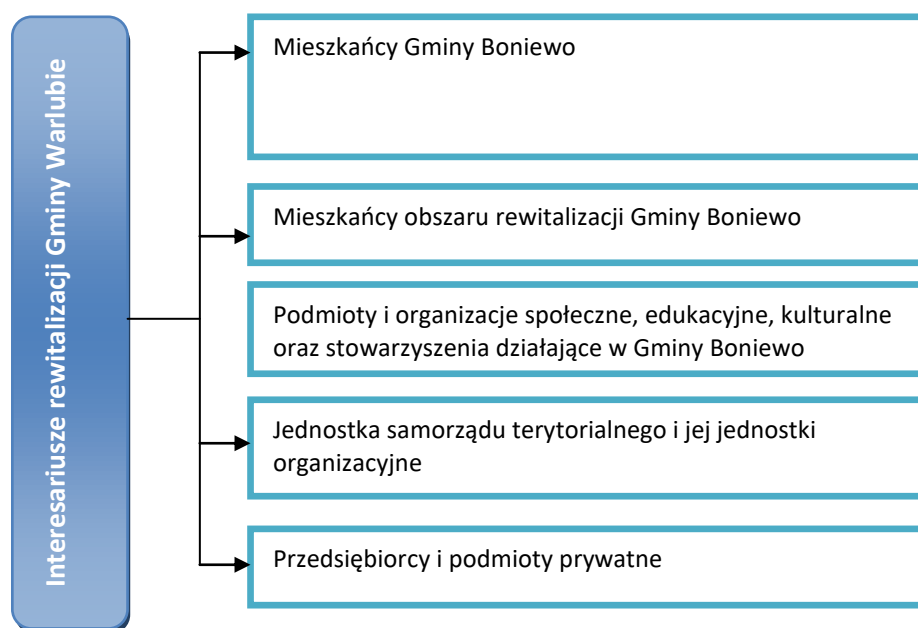 Interesariusze rewitalizacji Gminy Warlubie
Mieszkańcy Gminy Boniewo
Mieszkańcy obszaru rewitalizacji Gminy Boniewo
Podmioty i organizacje społeczne, edukacyjne, kulturalne
oraz stowarzyszenia działające w Gminy Boniewo
Jednostka samorządu terytorialnego i jej jednostki
organizacyjne
Przedsiębiorcy i podmioty prywatne